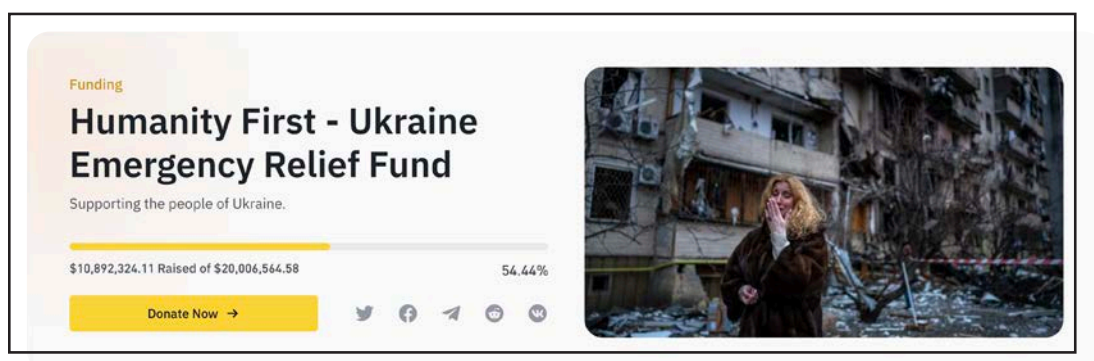 Funding
Humanity First - Ukraine
Emergency Relief Fund
Supporting the people of Ukraine.
$10,892,324.11 Raised of $20,006,564.58
54.44%
Donate Now →